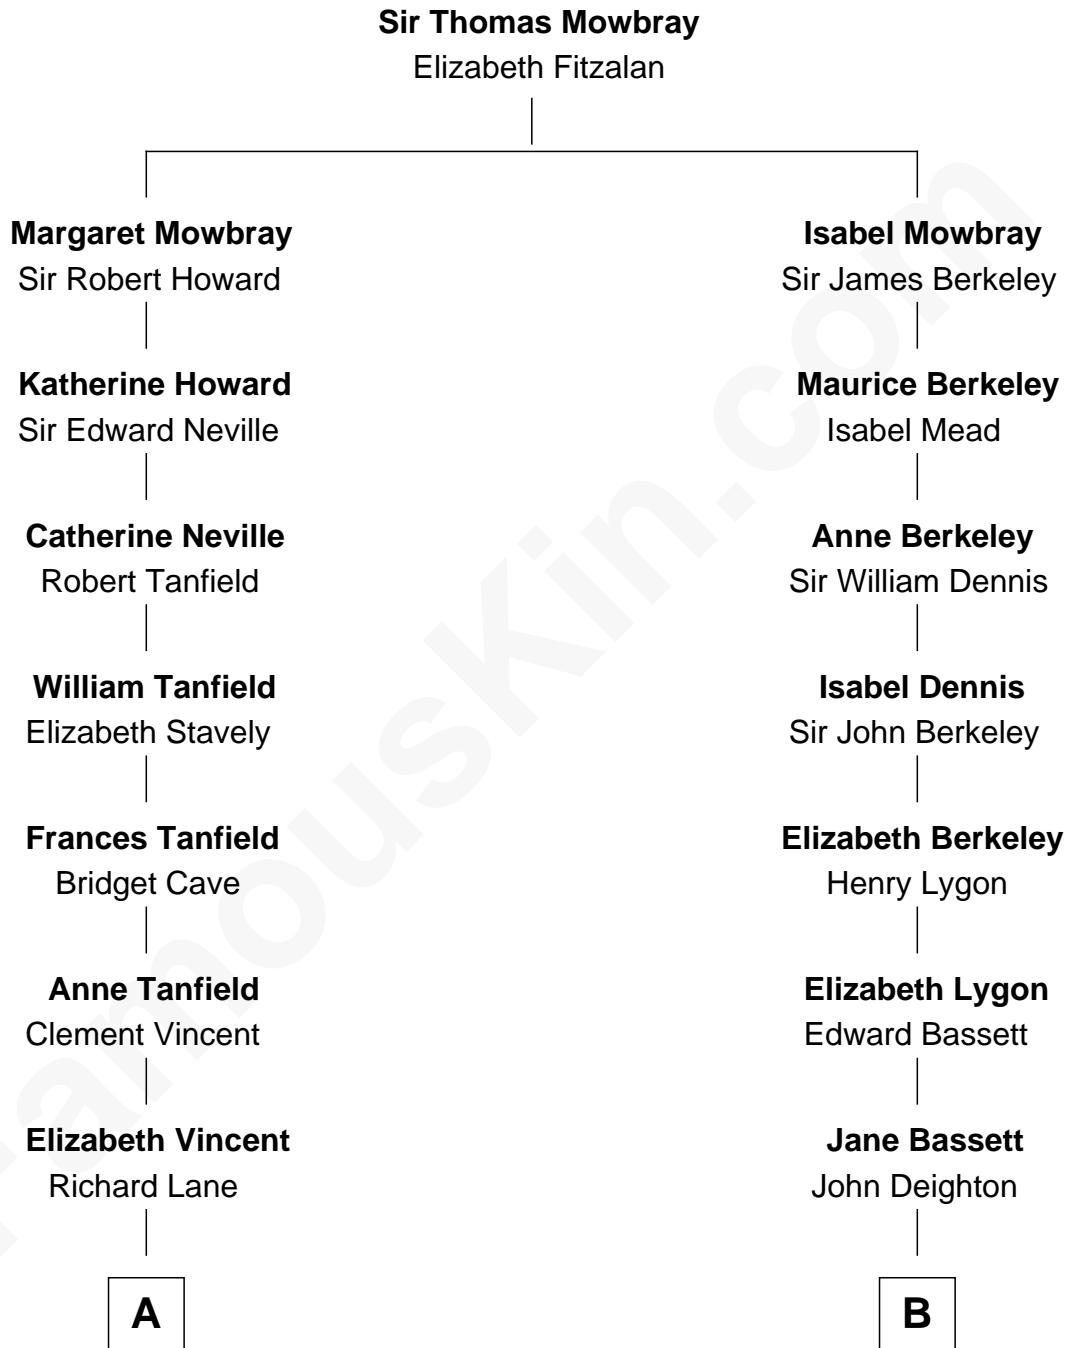 Sir Thomas Mowbray
Elizabeth Fitzalan
Margaret Mowbray
Sir Robert Howard
Katherine Howard
Sir Edward Neville
Catherine Neville
Robert Tanfield
William Tanfield
Elizabeth Stavely
Frances Tanfield
Bridget Cave
Anne Tanfield
Clement Vincent
Elizabeth Vincent
Richard Lane
A
Isabel Mowbray
Sir James Berkeley
Maurice Berkeley
Isabel Mead
Anne Berkeley
Sir William Dennis
Isabel Dennis
Sir John Berkeley
Elizabeth Berkeley
Henry Lygon
Elizabeth Lygon
Edward Bassett
Jane Bassett
John Deighton
B
FamousKin.com